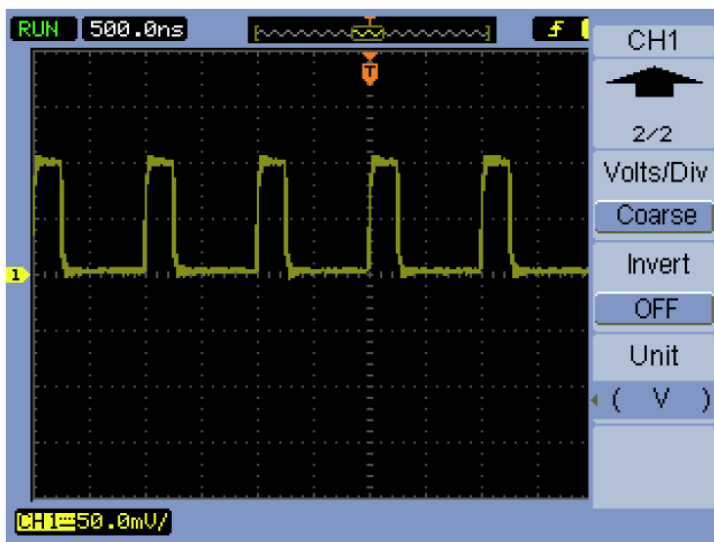 RUN 500.0ns
T
CH1
2/2
Volts/Div
Coarse
1
Invert
OFF
Unit
( V )
CH1 50.0mV/